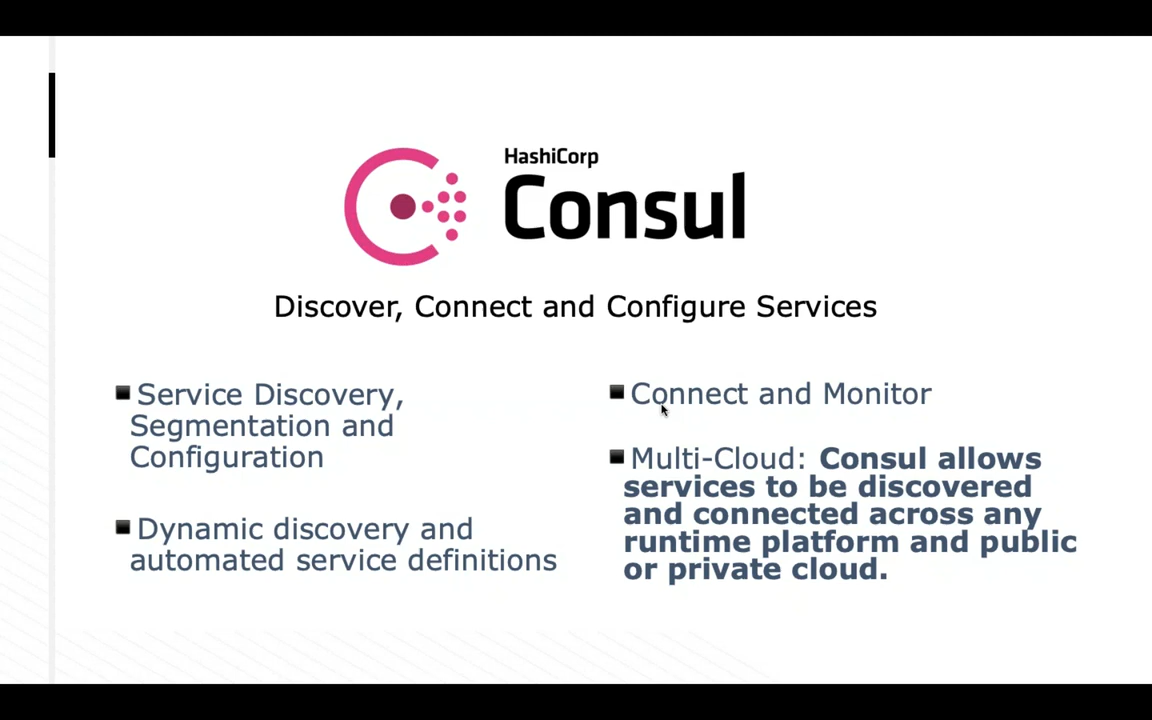 HashiCorp
Consul
Discover, Connect and Configure Services
Service Discovery,
Segmentation and
Configuration
Dynamic discovery and
automated service definitions
Connect and Monitor
Multi-Cloud: Consul allows
services to be discovered
and connected across any
runtime platform and public
or private cloud.